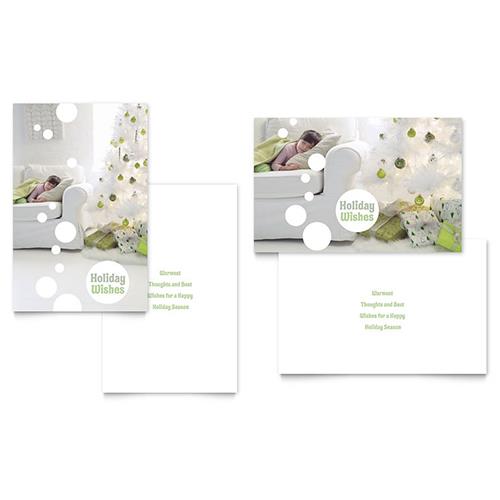 Holiday
Wishes
Warmest
Thoughts and Best
Wishes for a Happy
Holiday Season
Holiday
Wishes
Warmest
Thoughts and Best
Wishes for a Happy
Holiday Season